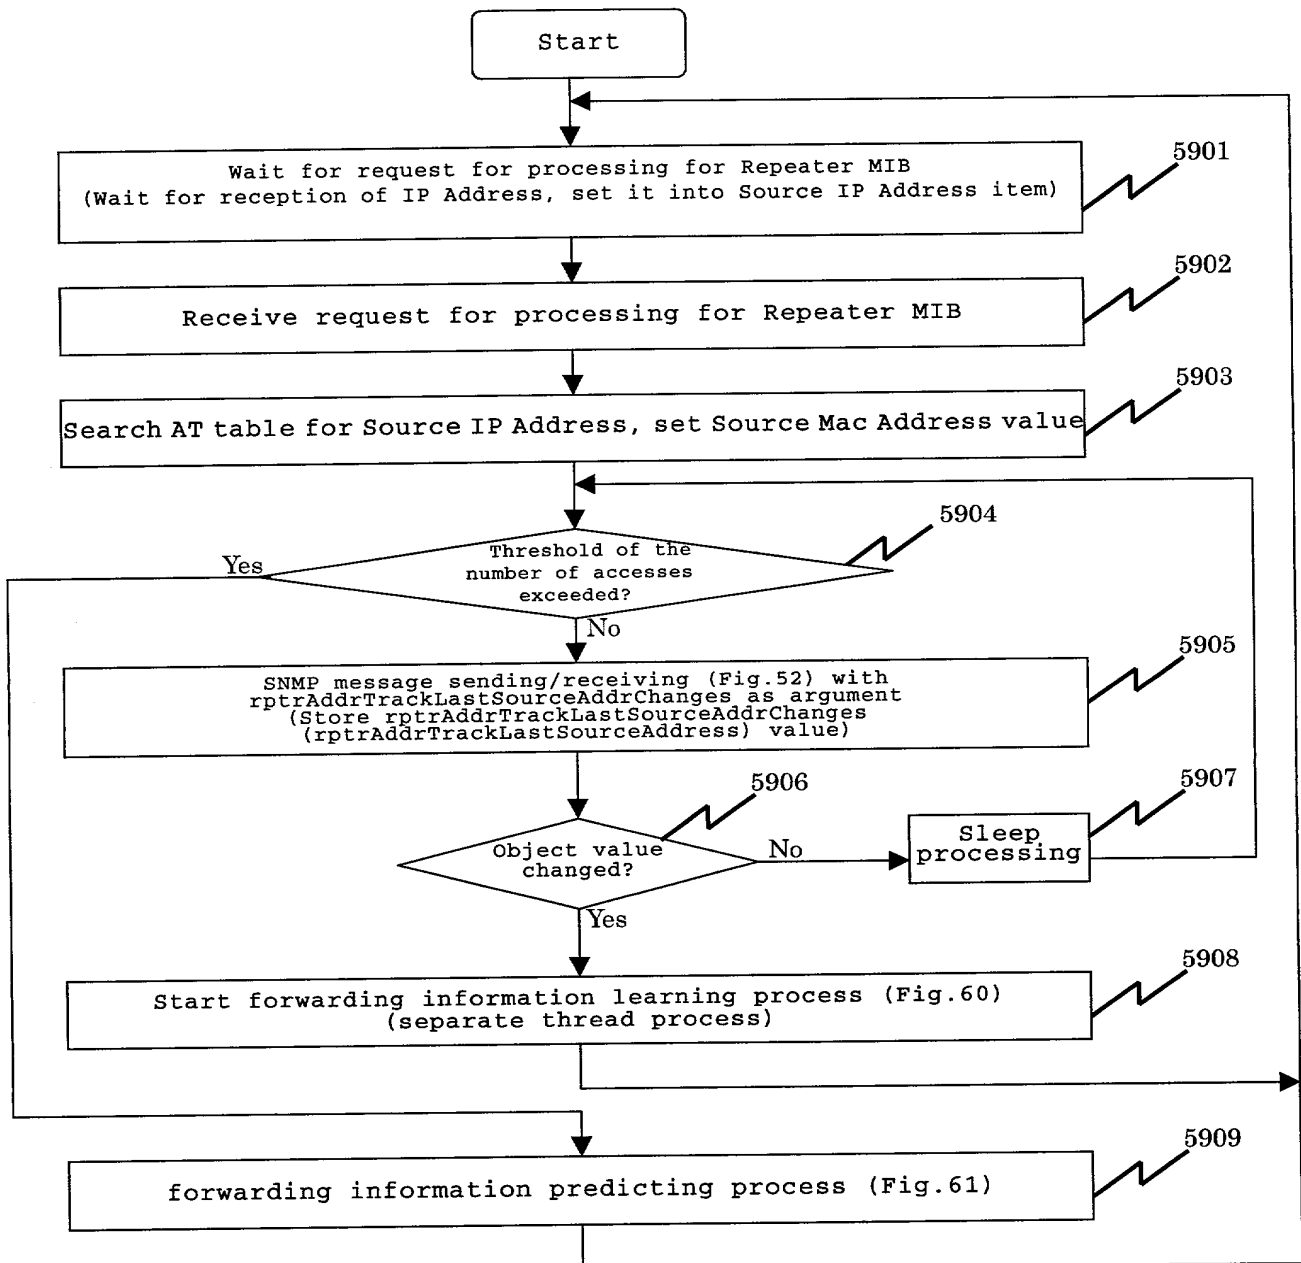 Start
Wait for request for processing for Repeater MIB
(Wait for reception of IP Address, set it into Source IP Address item)
5901
Receive request for processing for Repeater MIB
5902
Search AT table for Source IP Address, set Source Mac Address value
5903
Threshold of the
number of accesses
exceeded?
5904
Yes
No
SNMP message sending/receiving (Fig.52) with
rptrAddrTrackLastSourceAddrChanges as argument
(Store rptrAddrTrackLastSourceAddrChanges
(rptrAddrTrackLastSourceAddress) value)
5905
Object value
changed?
5906
No
Yes
Sleep
processing
5907
Start forwarding information learning process (Fig.60)
(separate thread process)
5908
forwarding information predicting process (Fig.61)
5909